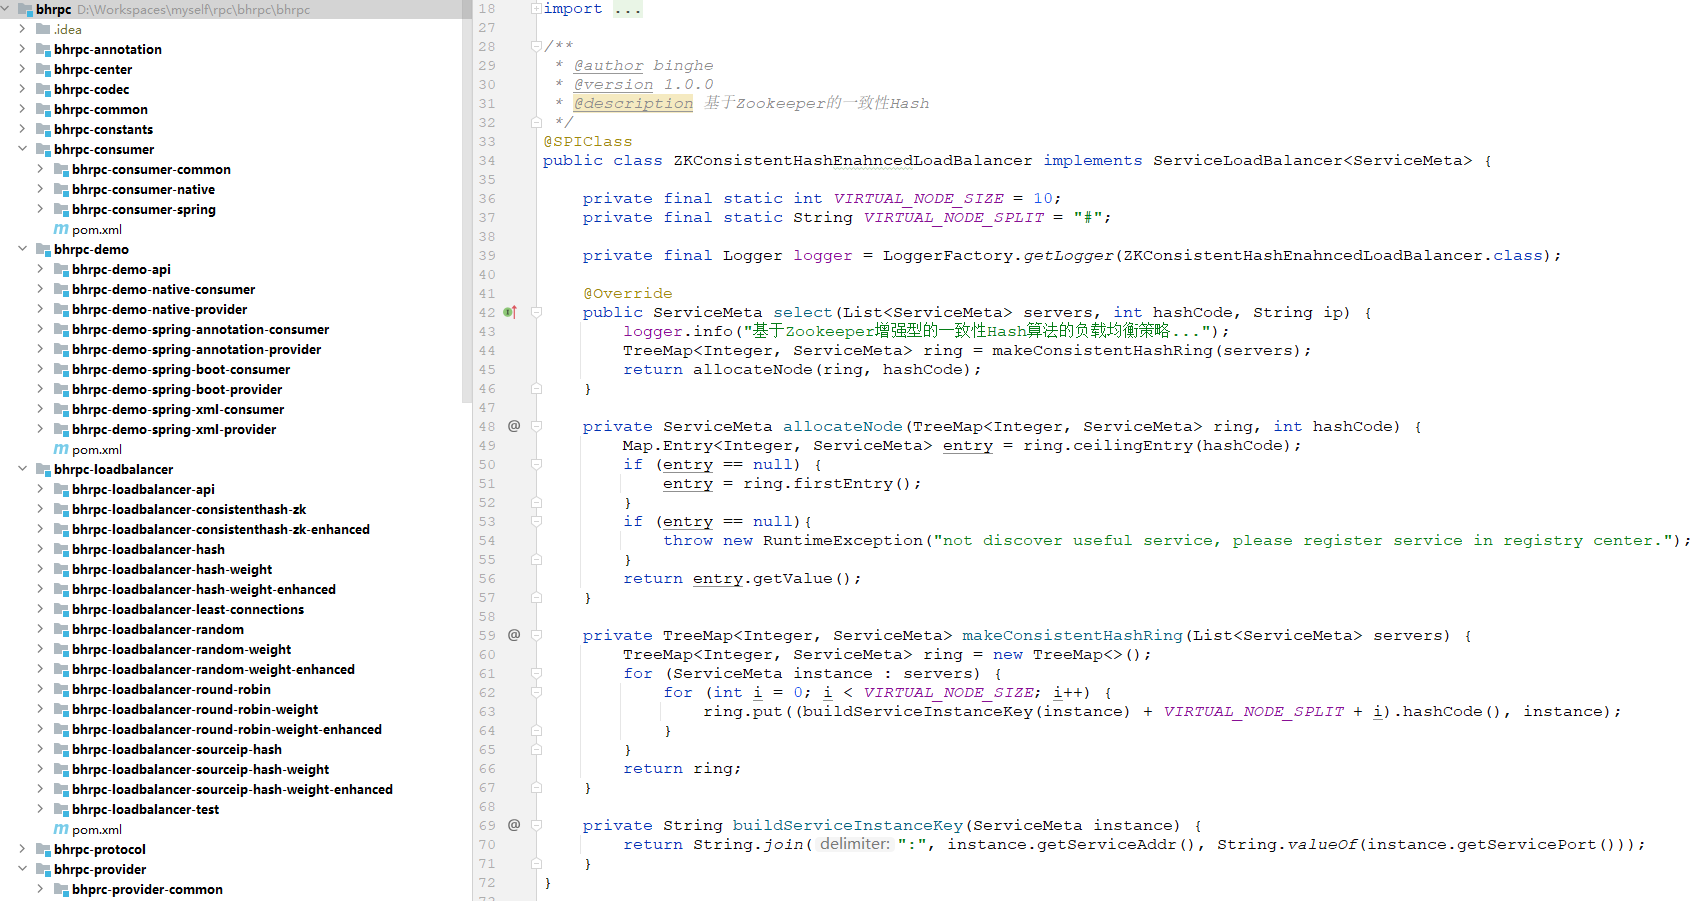 bhrpc D:\Workspaces\myself\rpc\bhrpc\bhrpc
.idea
bhrpc-annotation
bhrpc-center
bhrpc-codec
bhrpc-common
bhrpc-constants
bhrpc-consumer
bhrpc-consumer-common
bhrpc-consumer-native
bhrpc-consumer-spring
m pom.xml
bhrpc-demo
bhrpc-demo-api
bhrpc-demo-native-consumer
bhrpc-demo-native-provider
bhrpc-demo-spring-annotation-consumer
bhrpc-demo-spring-annotation-provider
bhrpc-demo-spring-boot-consumer
bhrpc-demo-spring-boot-provider
bhrpc-demo-spring-xml-consumer
bhrpc-demo-spring-xml-provider
m pom.xml
bhrpc-loadbalancer
bhrpc-loadbalancer-api
bhrpc-loadbalancer-consistenthash-zk
bhrpc-loadbalancer-consistenthash-zk-enhanced
bhrpc-loadbalancer-hash
bhrpc-loadbalancer-hash-weight
bhrpc-loadbalancer-hash-weight-enhanced
bhrpc-loadbalancer-least-connections
bhrpc-loadbalancer-random
bhrpc-loadbalancer-random-weight
bhrpc-loadbalancer-random-weight-enhanced
bhrpc-loadbalancer-round-robin
bhrpc-loadbalancer-round-robin-weight
bhrpc-loadbalancer-round-robin-weight-enhanced
bhrpc-loadbalancer-sourceip-hash
bhrpc-loadbalancer-sourceip-hash-weight
bhrpc-loadbalancer-sourceip-hash-weight-enhanced
bhrpc-loadbalancer-test
m pom.xml
bhrpc-protocol
bhrpc-provider
bhprc-provider-common
18 import ...
27
28 /**
29 * @author binghe
30 * @version 1.0.0
31 * @description 基于Zookeeper的一致性Hash
32 */
33 @SPIClass
34 public class ZKConsistentHashEnahncedLoadBalancer implements ServiceLoadBalancer<ServiceMeta> {
35
36 private final static int VIRTUAL_NODE_SIZE = 10;
37 private final static String VIRTUAL_NODE_SPLIT = "#";
38
39 private final Logger logger = LoggerFactory.getLogger(ZKConsistentHashEnahncedLoadBalancer.class);
40
41 @Override
42 public ServiceMeta select(List<ServiceMeta> servers, int hashCode, String ip) {
43 logger.info("基于Zookeeper增强型的一致性Hash算法的负载均衡策略...");
44 TreeMap<Integer, ServiceMeta> ring = makeConsistentHashRing(servers);
45 return allocateNode(ring, hashCode);
46 }
47
48 @ private ServiceMeta allocateNode(TreeMap<Integer, ServiceMeta> ring, int hashCode) {
49 Map.Entry<Integer, ServiceMeta> entry = ring.ceilingEntry(hashCode);
50 if (entry == null) {
51 entry = ring.firstEntry();
52 }
53 if (entry == null){
54 throw new RuntimeException("not discover useful service, please register service in registry center.");
55 }
56 return entry.getValue();
57 }
58
59 @ private TreeMap<Integer, ServiceMeta> makeConsistentHashRing(List<ServiceMeta> servers) {
60 TreeMap<Integer, ServiceMeta> ring = new TreeMap<>();
61 for (ServiceMeta instance : servers) {
62 for (int i = 0; i < VIRTUAL_NODE_SIZE; i++) {
63 ring.put((buildServiceInstanceKey(instance) + VIRTUAL_NODE_SPLIT + i).hashCode(), instance);
64 }
65 }
66 return ring;
67 }
68
69 @ private String buildServiceInstanceKey(ServiceMeta instance) {
70 return String.join( delimiter: ":", instance.getServiceAddr(), String.valueOf(instance.getServicePort()));
71 }
72 }